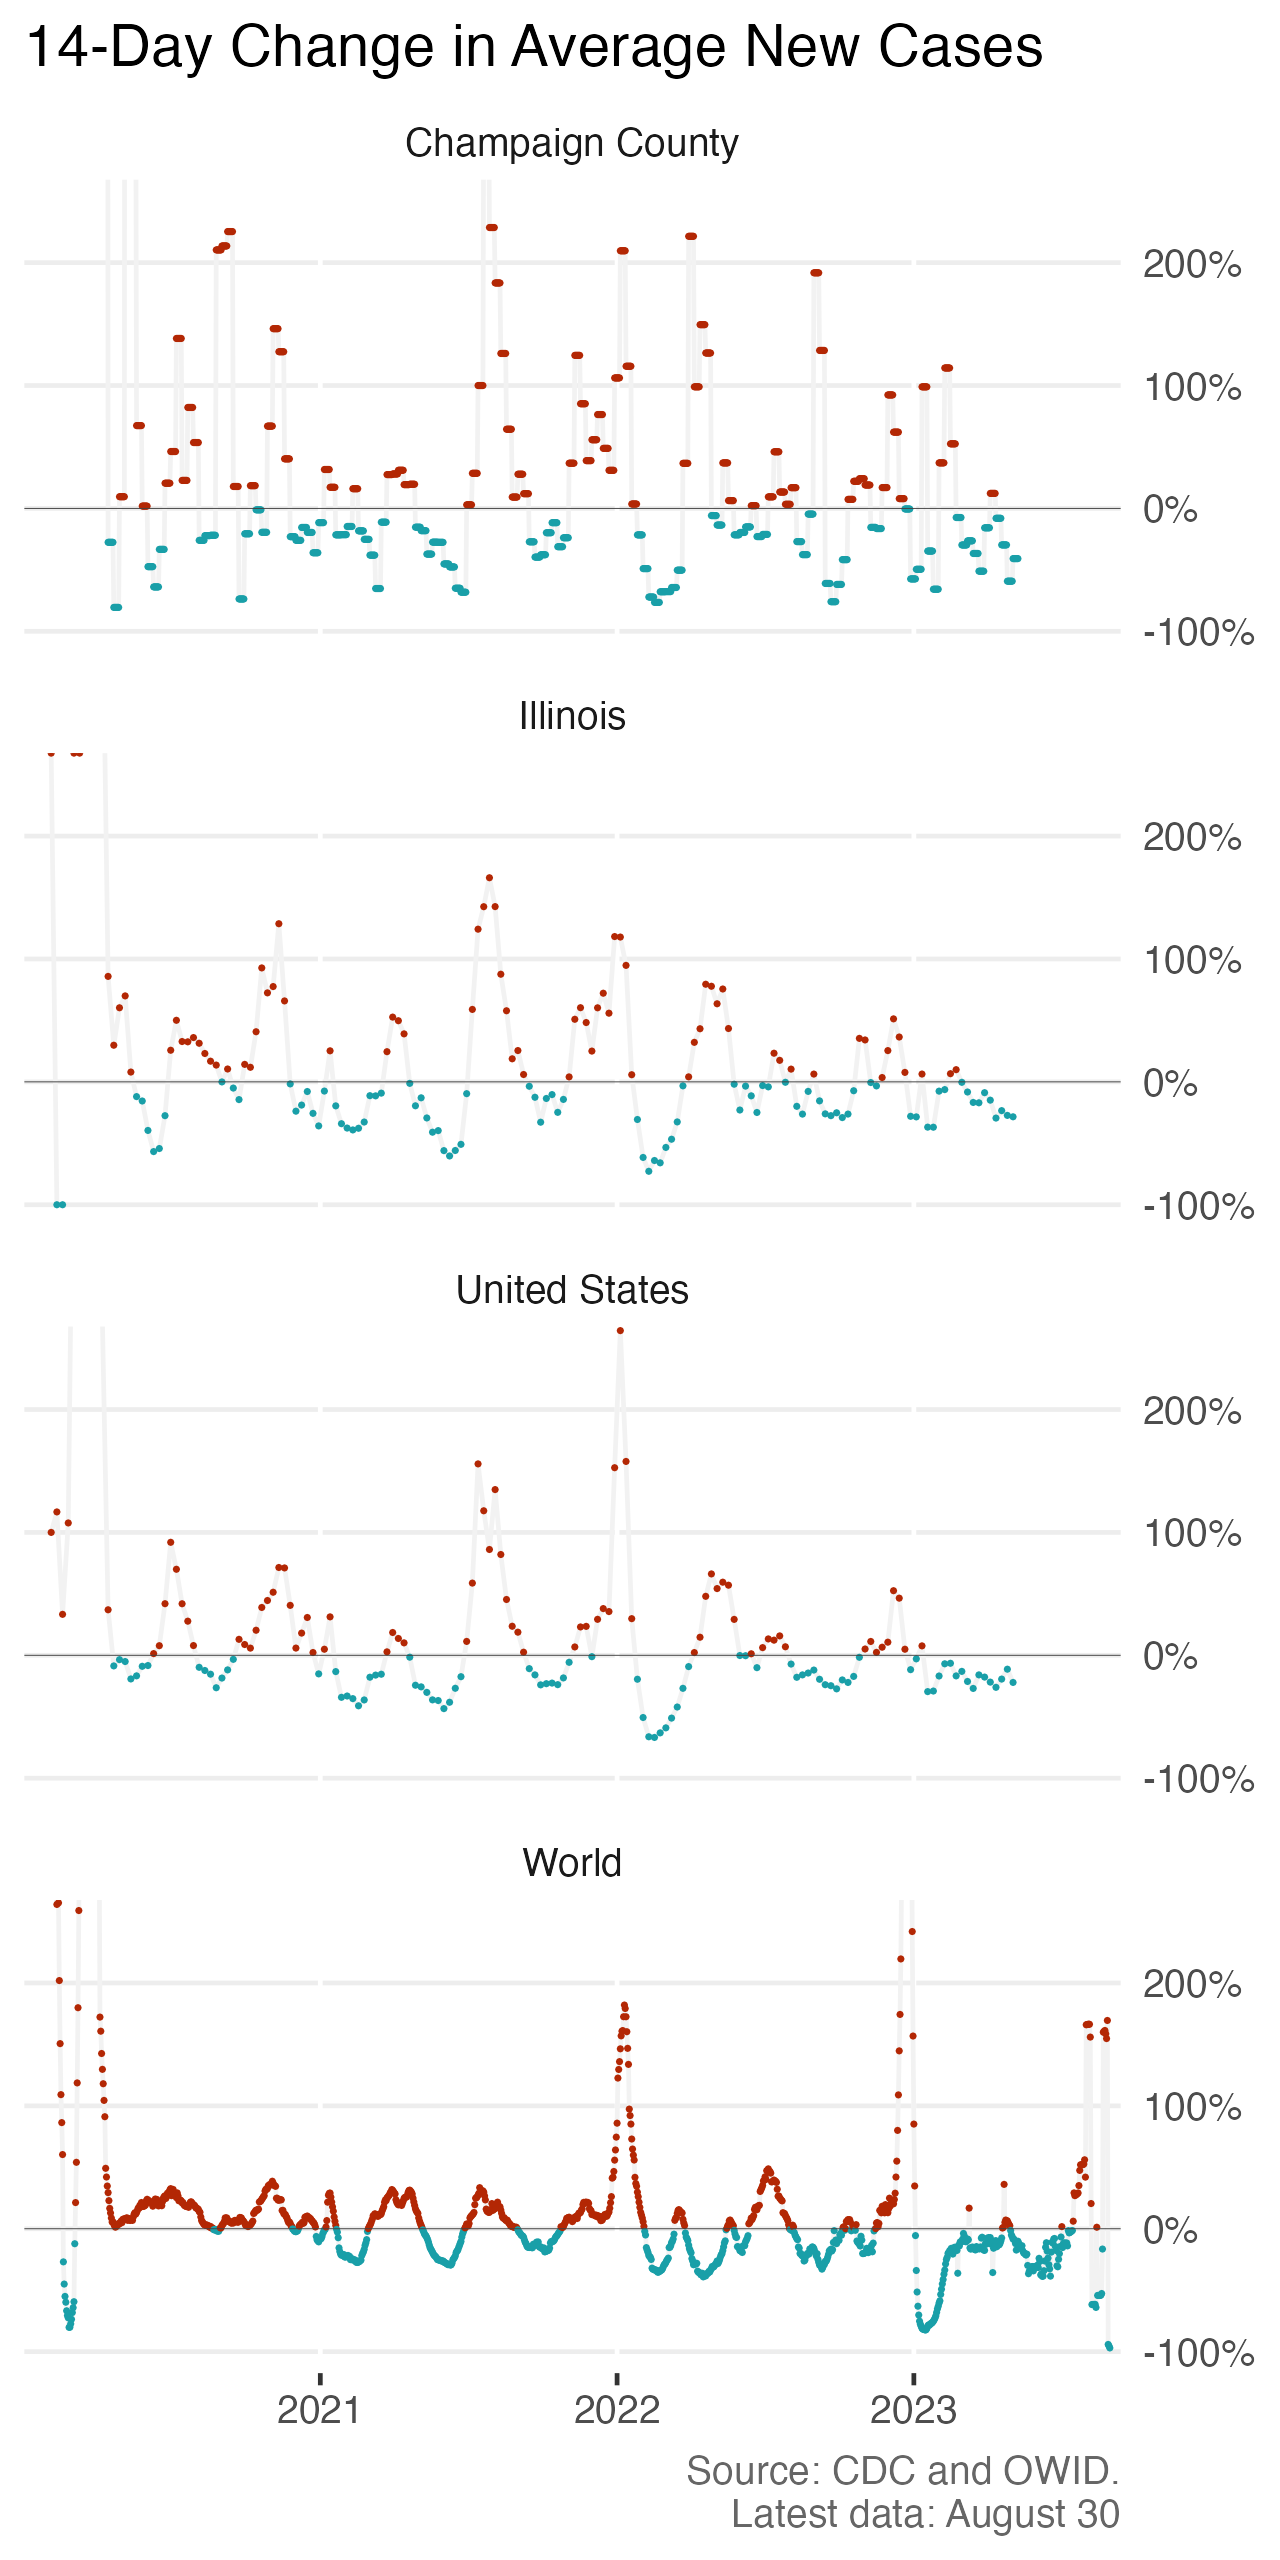 14-Day Change in Average New Cases
Champaign County
200%
100%
0%
-100%
Illinois
200%
100%
0%
-100%
United States
200%
100%
0%
-100%
World
200%
100%
0%
-100%
2021 2022 2023
Source: CDC and OWID.
Latest data: August 30